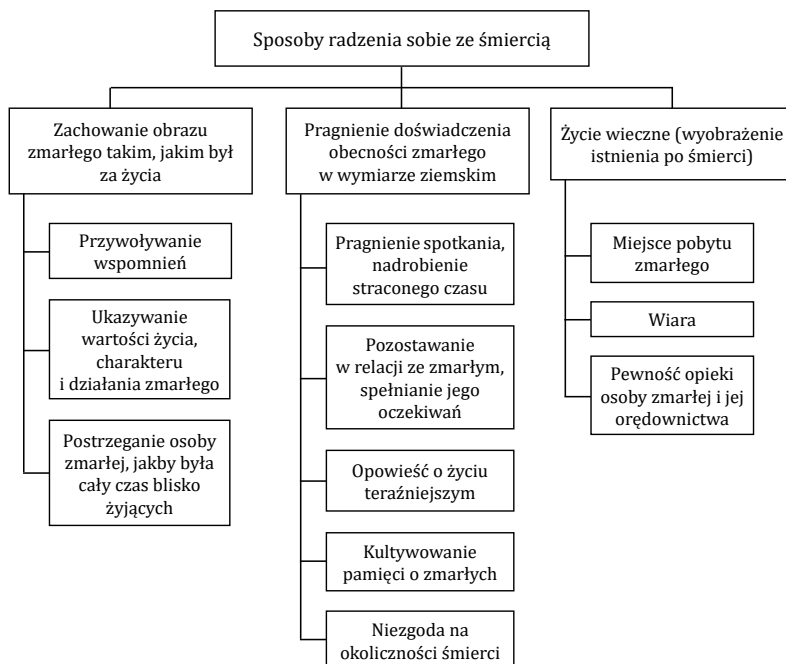 Sposoby radzenia sobie ze śmiercią
Zachowanie obrazu
zmarłego takim, jakim był
za życia
Przywoływanie
wspomnień
Ukazywanie
wartości życia,
charakteru
i działania zmarłego
Postrzeganie osoby
zmarłej, jakby była
cały czas blisko
żyjących
Pragnienie doświadczenia
obecności zmarłego
w wymiarze ziemskim
Pragnienie spotkania,
nadrobienie
straconego czasu
Pozostawanie
w relacji ze zmarłym,
spełnianie jego
oczekiwań
Opowieść o życiu
teraźniejszym
Kultywowanie
pamięci o zmarłych
Niezgoda na
okoliczności śmierci
Życie wieczne (wyobrażenie
istnienia po śmierci)
Miejsce pobytu
zmarłego
Wiara
Pewność opieki
osoby zmarłej i jej
orędownictwa